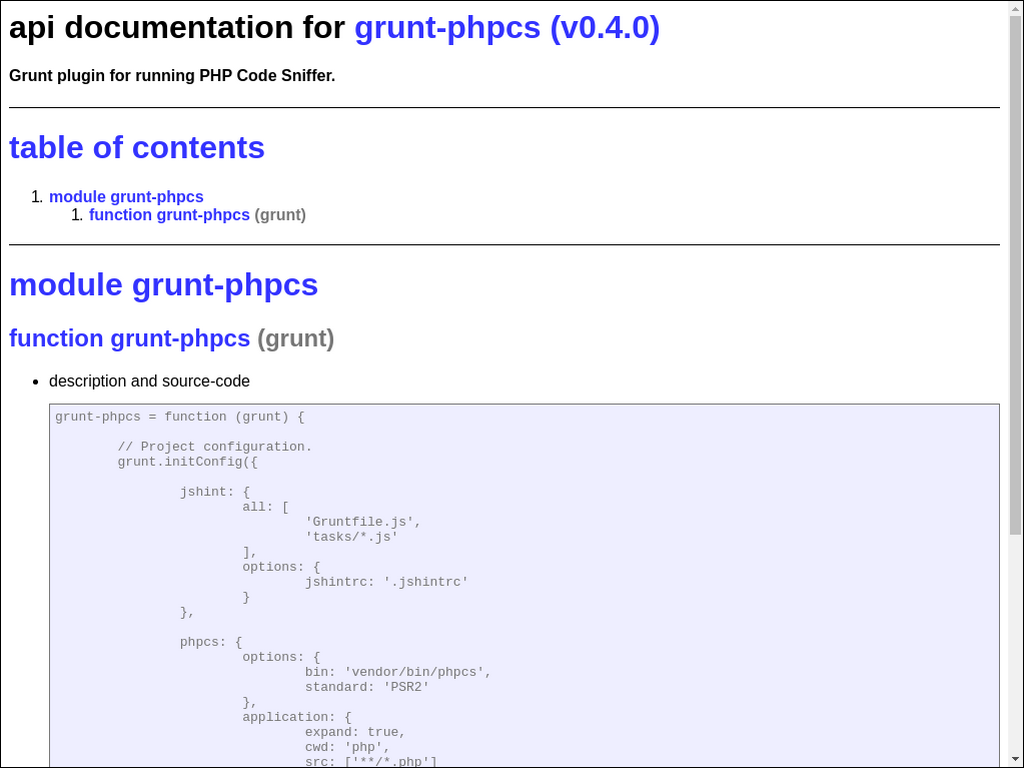 api documentation for grunt-phpcs (v0.4.0)
Grunt plugin for running PHP Code Sniffer.
table of contents
1. module grunt-phpcs
1. function grunt-phpcs (grunt)
module grunt-phpcs
function grunt-phpcs (grunt)
• description and source-code
grunt-phpcs = function (grunt) {
// Project configuration.
grunt.initConfig({
jshint: {
all: [
'Gruntfile.js',
'tasks/*.js'
],
options: {
jshintrc: '.jshintrc'
}
},
phpcs: {
options: {
bin: 'vendor/bin/phpcs',
standard: 'PSR2'
},
application: {
expand: true,
cwd: 'php',
src: ['**/*.php']